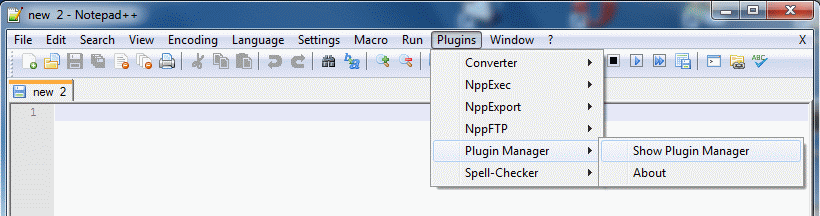 new  2 - Notepad++
File Edit Search View Encoding Language Settings Macro Run Plugins Window ? X
ABC
new  2
1
Converter
NppExec
NppExport
NppFTP
Plugin Manager
Spell-Checker
Show Plugin Manager
About